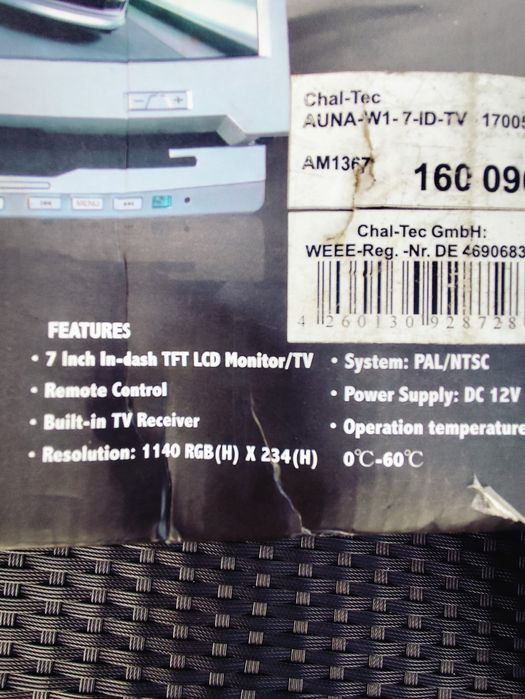 MENU
Chal-Tec
AUNA-W1-7-ID-TV 17005
AM1367
160 090
Chal-Tec GmbH:
WEEE-Reg. -Nr. DE 4690683
4 260130 928728
FEATURES
• 7 Inch In-dash TFT LCD Monitor/TV
• Remote Control
• Built-in TV Receiver
• Resolution: 1140 RGB(H) X 234(H)
• System: PAL/NTSC
• Power Supply: DC 12V
• Operation temperature
0℃-60℃